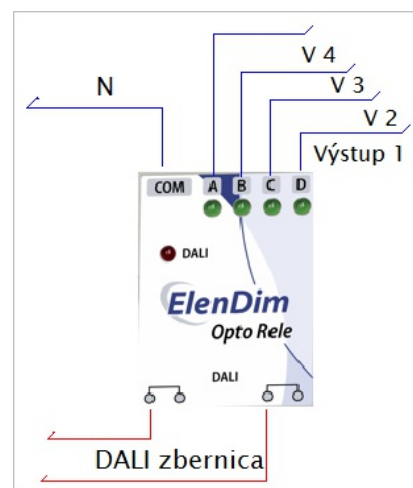 V 4
N
V 3
V 2
Výstup 1
COM A B C D
DALI
ElenDim
Opto Rele
DALI
DALI zbernica